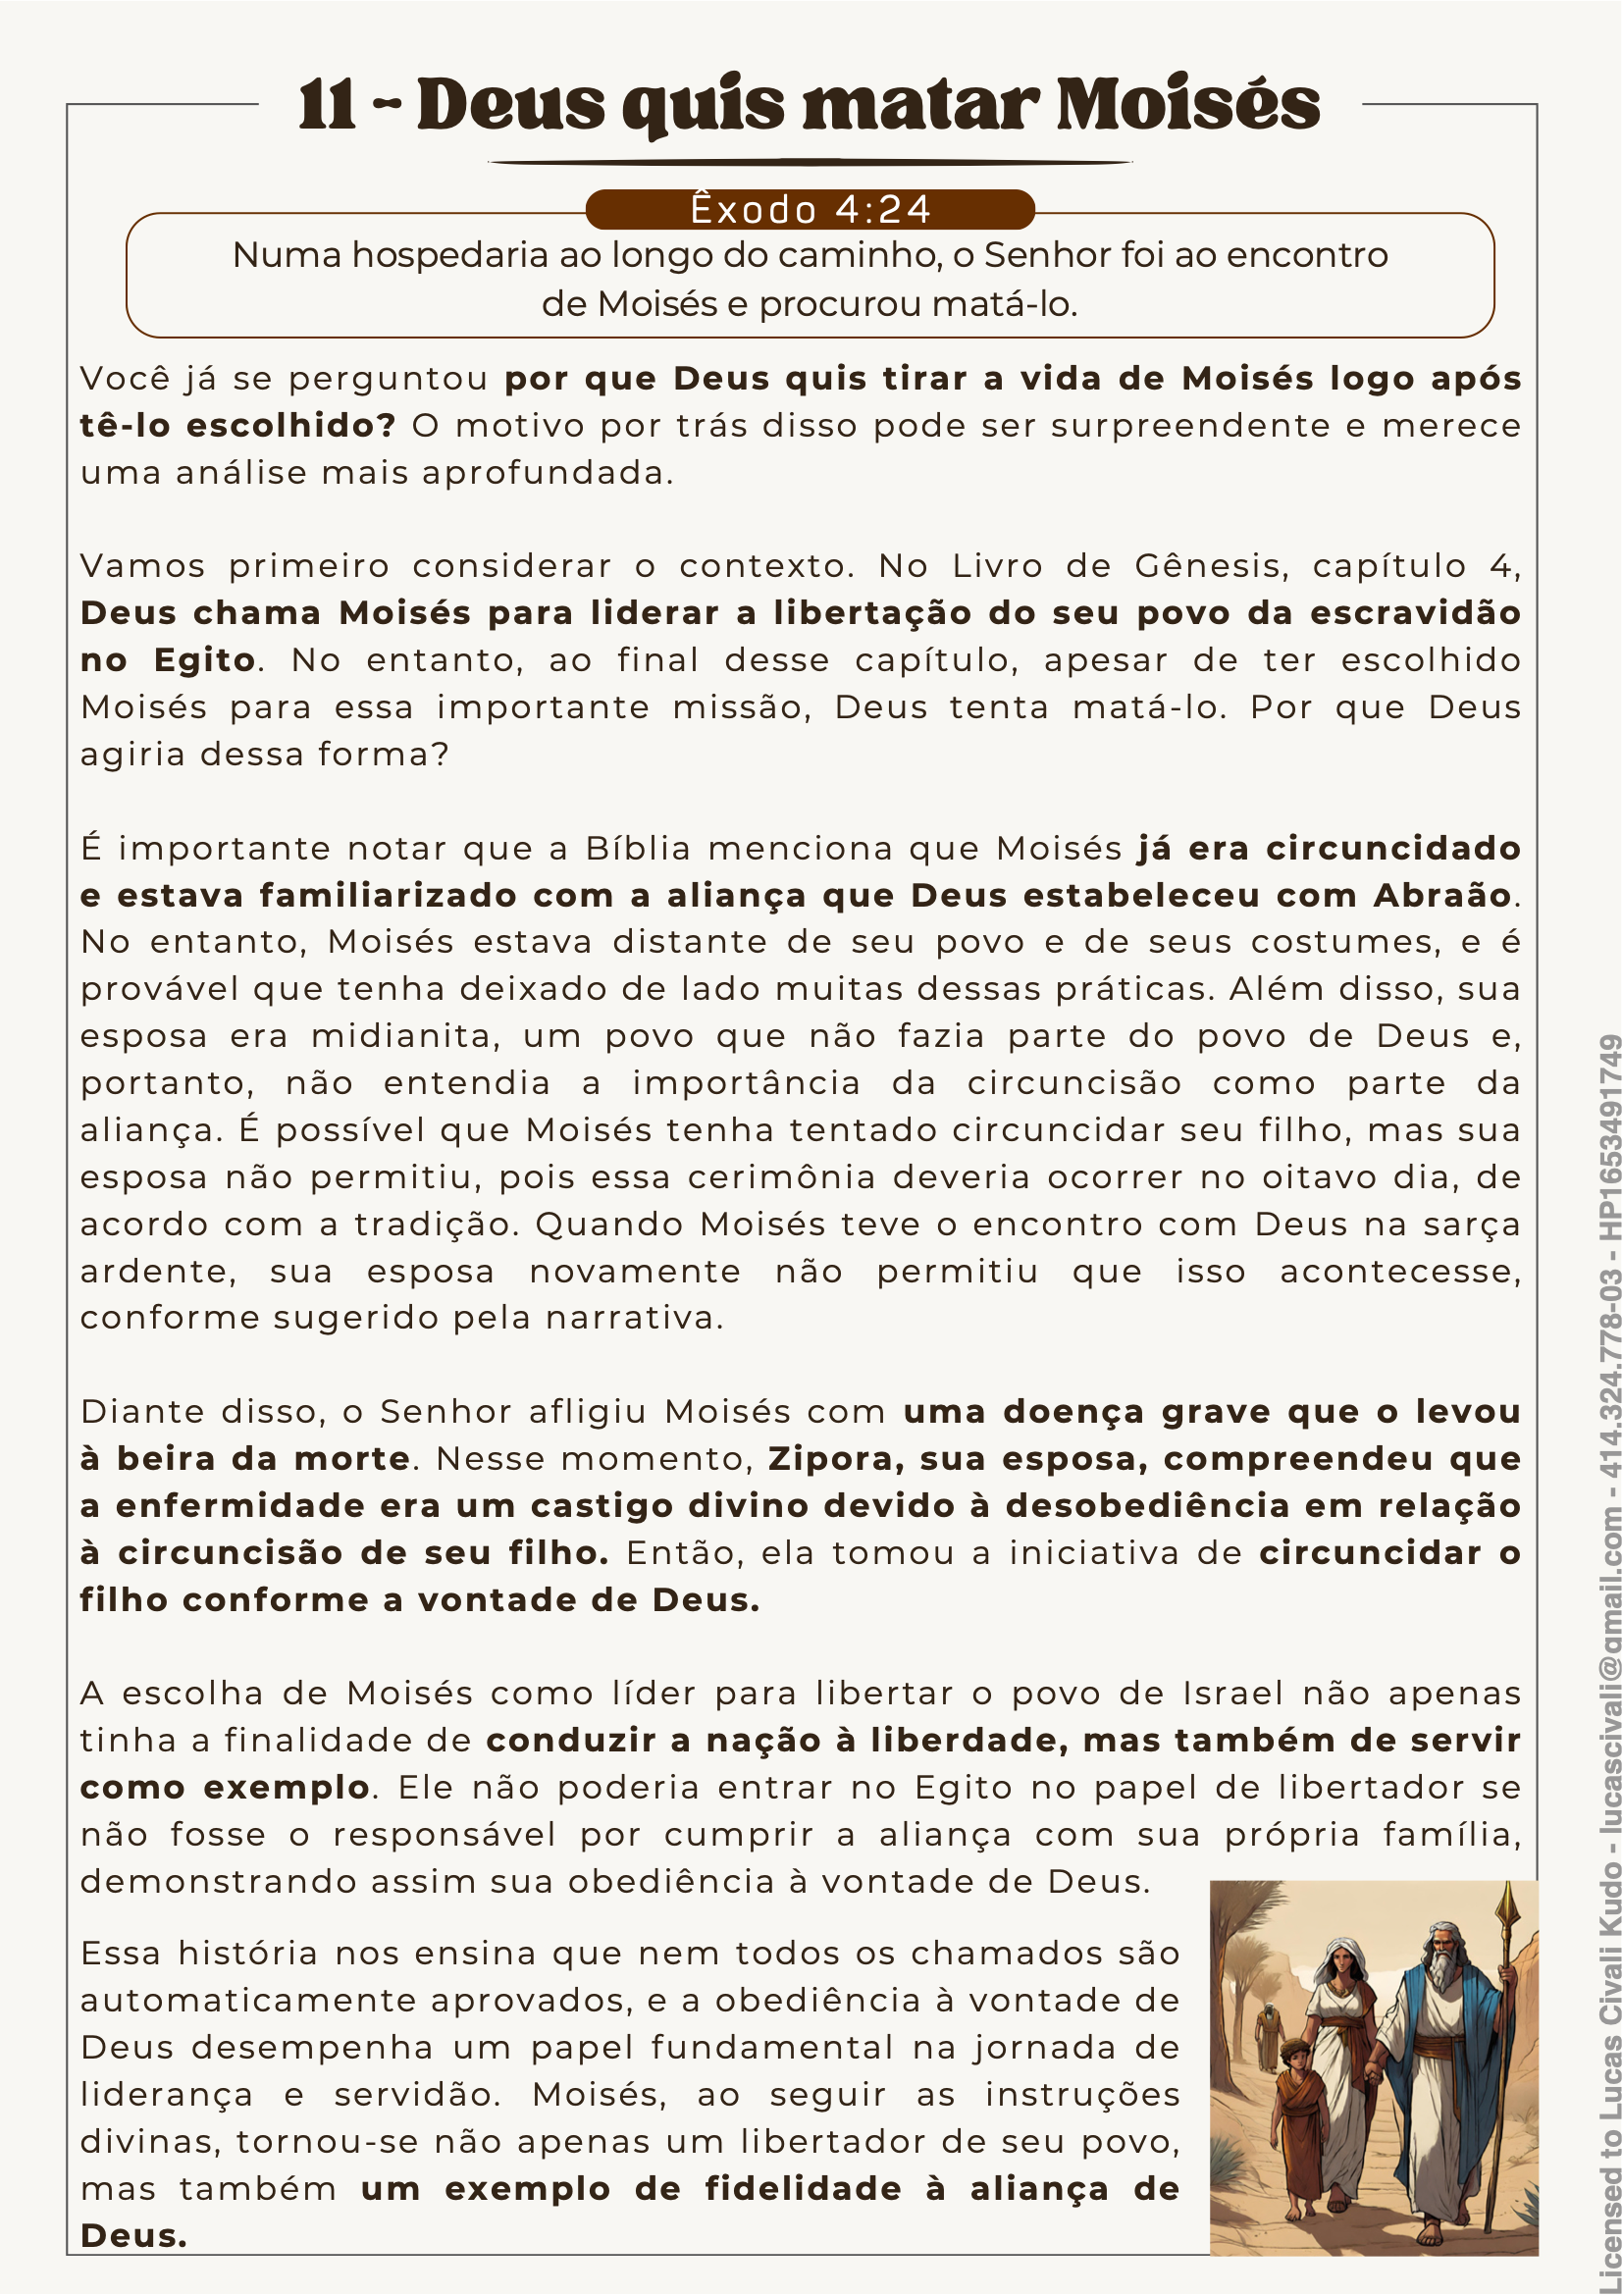 11 - Deus quis matar Moisés
Êxodo 4:24
Numa hospedaria ao longo do caminho, o Senhor foi ao encontro
de Moisés e procurou matá-lo.
Você já se perguntou por que Deus quis tirar a vida de Moisés logo após
tê-lo escolhido? O motivo por trás disso pode ser surpreendente e merece
uma análise mais aprofundada.
Vamos primeiro considerar o contexto. No Livro de Gênesis, capítulo 4,
Deus chama Moisés para liderar a libertação do seu povo da escravidão
no Egito. No entanto, ao final desse capítulo, apesar de ter escolhido
Moisés para essa importante missão, Deus tenta matá-lo. Por que Deus
agiria dessa forma?
É importante notar que a Bíblia menciona que Moisés já era circuncidado
e estava familiarizado com a aliança que Deus estabeleceu com Abraão.
No entanto, Moisés estava distante de seu povo e de seus costumes, e é
provável que tenha deixado de lado muitas dessas práticas. Além disso, sua
esposa era midianita, um povo que não fazia parte do povo de Deus e,
portanto, não entendia a importância da circuncisão como parte da
aliança. É possível que Moisés tenha tentado circuncidar seu filho, mas sua
esposa não permitiu, pois essa cerimônia deveria ocorrer no oitavo dia, de
acordo com a tradição. Quando Moisés teve o encontro com Deus na sarça
ardente, sua esposa novamente não permitiu que isso acontecesse,
conforme sugerido pela narrativa.
Diante disso, o Senhor afligiu Moisés com uma doença grave que o levou
à beira da morte. Nesse momento, Zipora, sua esposa, compreendeu que
a enfermidade era um castigo divino devido à desobediência em relação
à circuncisão de seu filho. Então, ela tomou a iniciativa de circuncidar o
filho conforme a vontade de Deus.
A escolha de Moisés como líder para libertar o povo de Israel não apenas
tinha a finalidade de conduzir a nação à liberdade, mas também de servir
como exemplo. Ele não poderia entrar no Egito no papel de libertador se
não fosse o responsável por cumprir a aliança com sua própria família,
demonstrando assim sua obediência à vontade de Deus.
Essa história nos ensina que nem todos os chamados são
automaticamente aprovados, e a obediência à vontade de
Deus desempenha um papel fundamental na jornada de
liderança e servidão. Moisés, ao seguir as instruções
divinas, tornou-se não apenas um libertador de seu povo,
mas também um exemplo de fidelidade à aliança de
Deus.
Licensed to Lucas Civali Kudo - lucascivali@gmail.com - 414.324.778-03 - HP1653491749